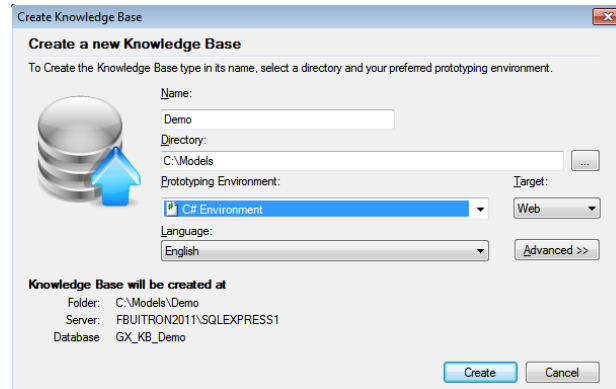 Create Knowledge Base
Create a new Knowledge Base
To Create the Knowledge Base type in its name, select a directory and your preferred prototyping environment.
Name:
Demo
Directory:
C:\Models
...
Prototyping Environment:
Target:
C# Environment
Web
Language:
English
Advanced >>
Knowledge Base will be created at
Folder: C:\Models\Demo
Server: FBUITRON2011\SQLEXPRESS1
Database GX_KB_Demo
Create
Cancel